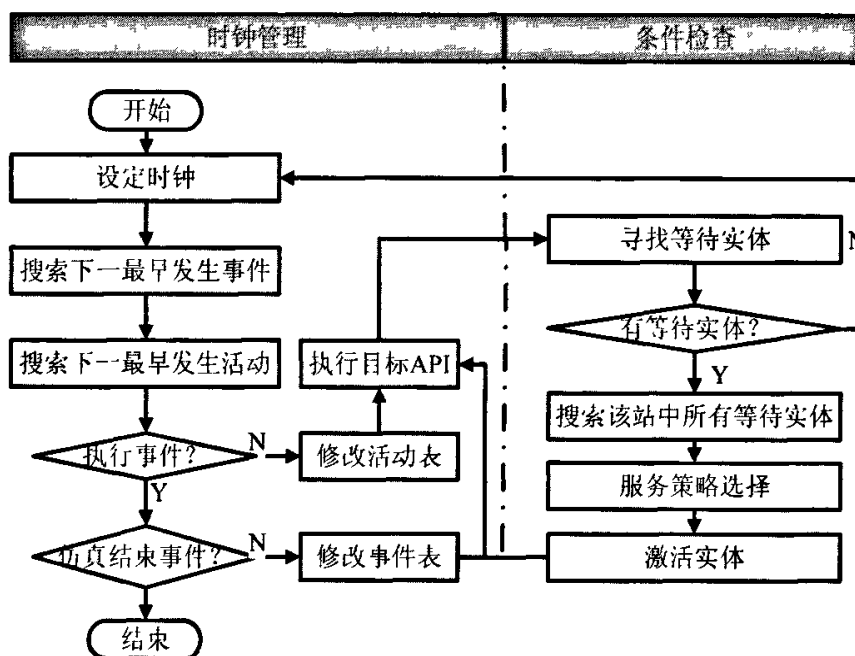 时钟管理
条件检查
开始
设定时钟
搜索下一最早发生事件
搜索下一最早发生活动
执行事件?
N
Y
仿真结束事件?
N
结束
执行目标API
修改活动表
修改事件表
寻找等待实体
N
有等待实体?
Y
搜索该站中所有等待实体
服务策略选择
激活实体